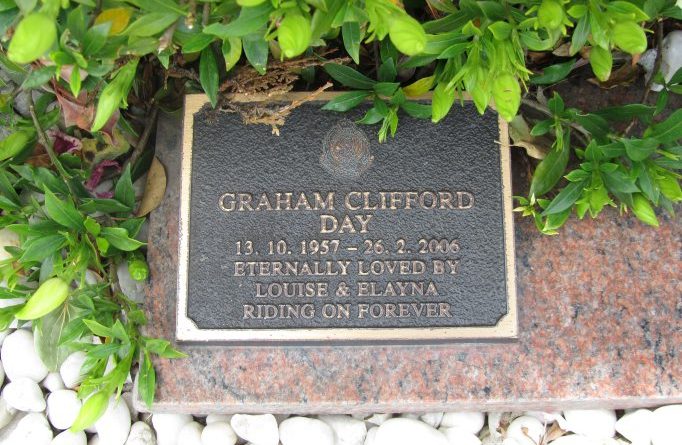 GRAHAM CLIFFORD
DAY
13. 10. 1957 – 26. 2. 2006
ETERNALLY LOVED BY
LOUISE & ELAYNA
RIDING ON FOREVER